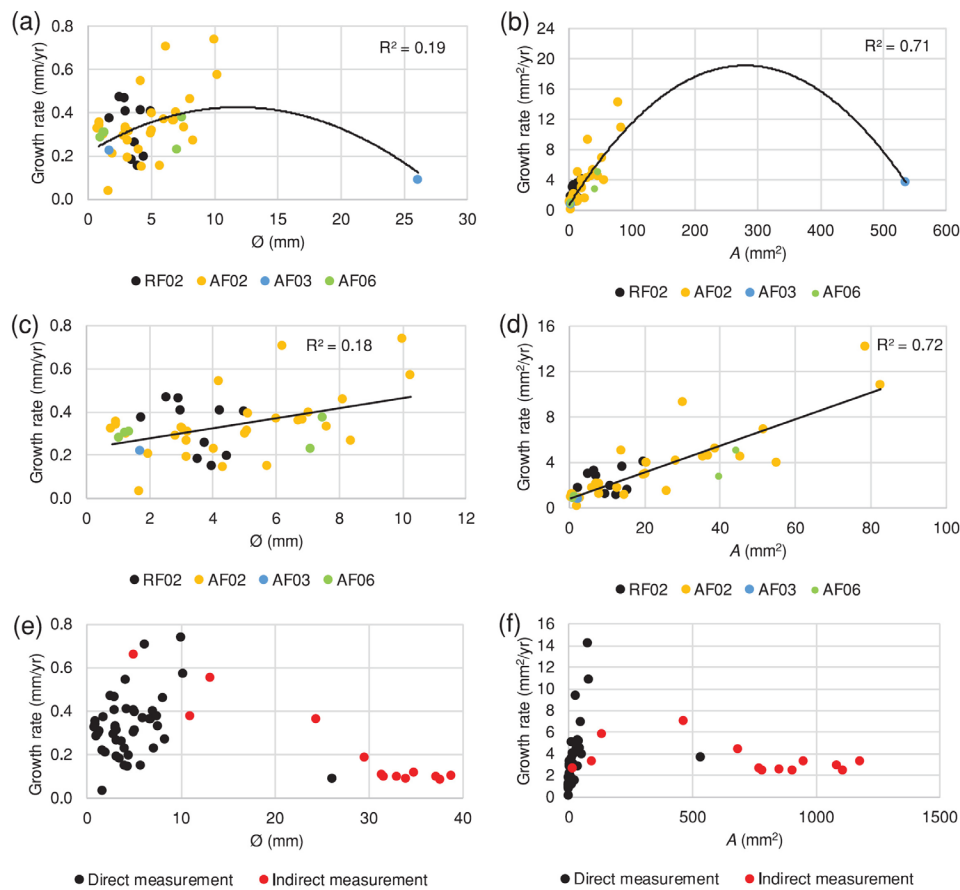 (a)
R² = 0.19
Growth rate (mm/yr)
0.8
0.6
0.4
0.2
0.0
0 5 10 15 20 25 30
Ø (mm)
RF02 AF02 AF03 AF06
(b)
R² = 0.71
Growth rate (mm²/yr)
24
20
16
12
8
4
0
0 100 200 300 400 500 600
A (mm²)
RF02 AF02 AF03 AF06
(c)
R² = 0.18
Growth rate (mm/yr)
0.8
0.6
0.4
0.2
0.0
0 2 4 6 8 10 12
Ø (mm)
RF02 AF02 AF03 AF06
(d)
R² = 0.72
Growth rate (mm²/yr)
16
12
8
4
0
0 20 40 60 80 100
A (mm²)
RF02 AF02 AF03 AF06
(e)
Growth rate (mm/yr)
0.8
0.6
0.4
0.2
0.0
0 10 20 30 40
Ø (mm)
Direct measurement Indirect measurement
(f)
Growth rate (mm²/yr)
16
14
12
10
8
6
4
2
0
0 500 1000 1500
A (mm²)
Direct measurement Indirect measurement